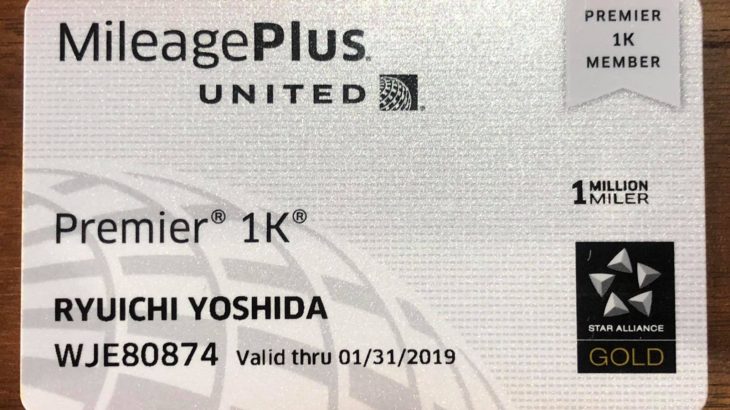 MileagePlus®
UNITED
PREMIER
1K
MEMBER
1 MILLION
MILER
Premier® 1K®
RYUICHI YOSHIDA
WJE80874 Valid thru 01/31/2019
STAR ALLIANCE
GOLD